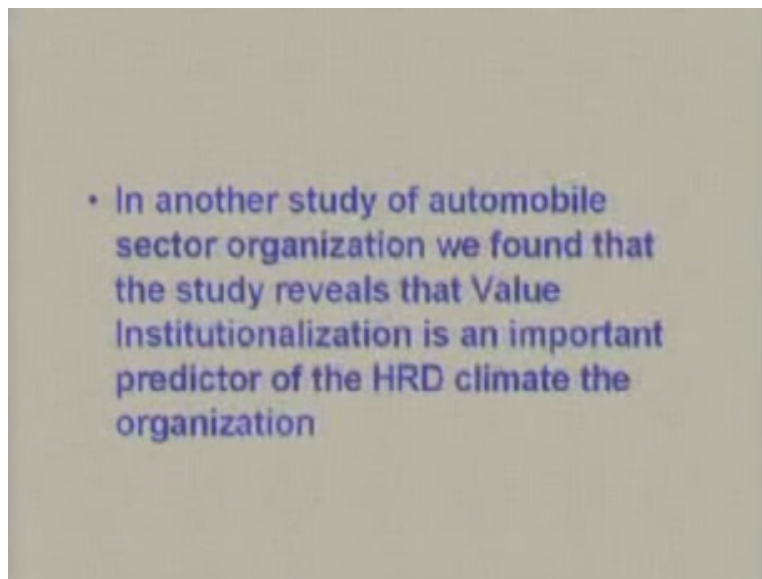 • In another study of automobile
sector organization we found that
the study reveals that Value
Institutionalization is an important
predictor of the HRD climate the
organization